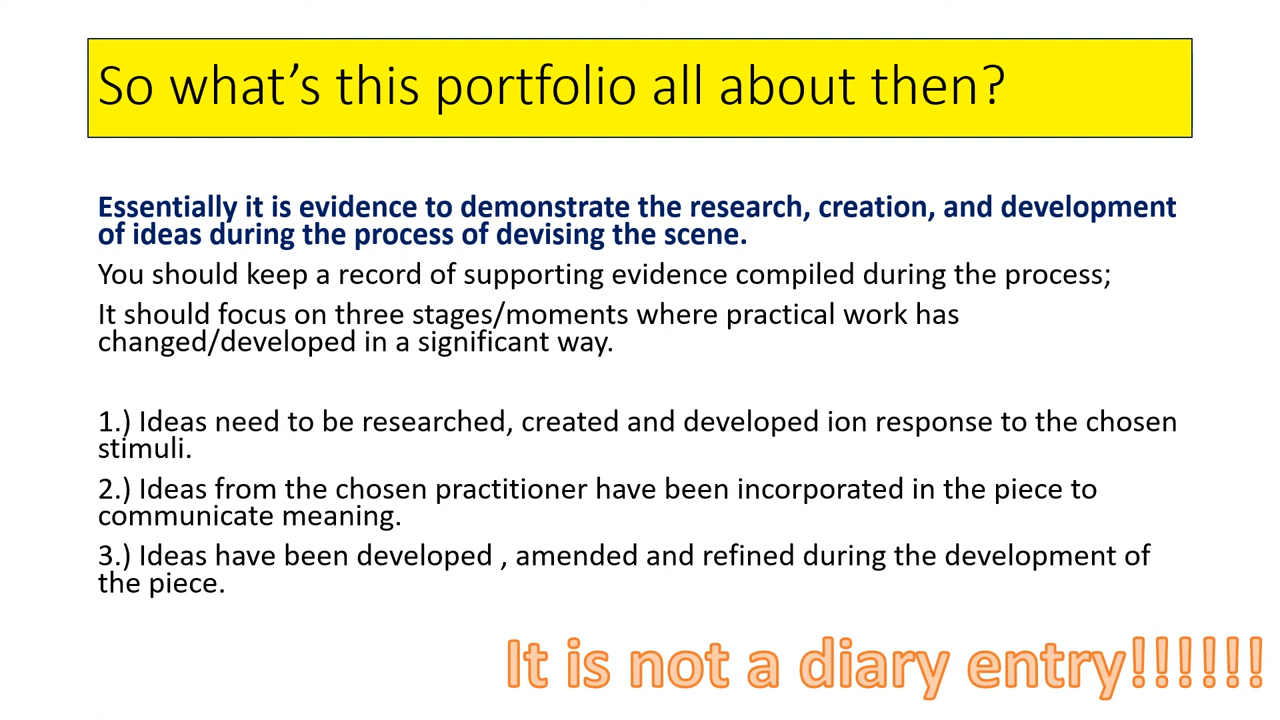 So what’s this portfolio all about then?
Essentially it is evidence to demonstrate the research, creation, and development
of ideas during the process of devising the scene.
You should keep a record of supporting evidence compiled during the process;
It should focus on three stages/moments where practical work has
changed/developed in a significant way.
1.) Ideas need to be researched, created and developed ion response to the chosen
stimuli.
2.) Ideas from the chosen practitioner have been incorporated in the piece to
communicate meaning.
3.) Ideas have been developed , amended and refined during the development of
the piece.
It is not a diary entry!!!!!!